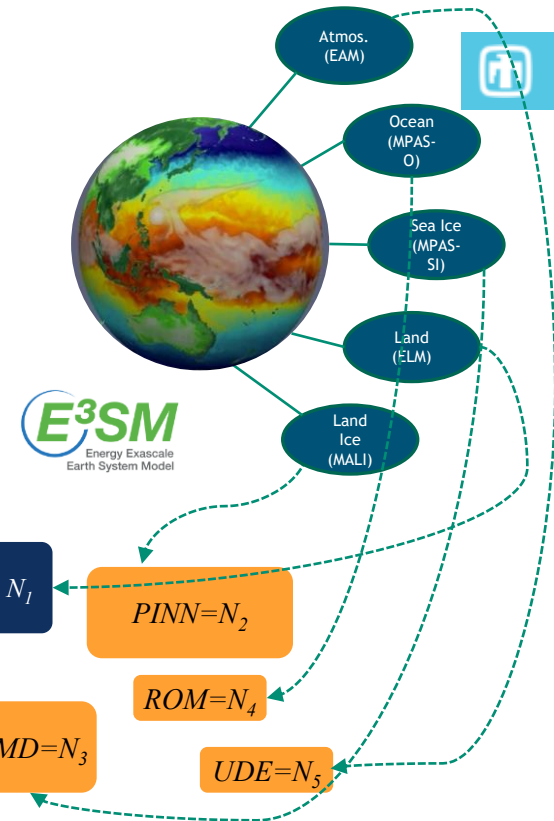 Atmos.
(EAM)
Ocean
(MPAS-
O)
Sea Ice
(MPAS-
SI)
Land
(ELM)
Land
Ice
(MALI)
E³SM
Energy Exascale
Earth System Model
N₁
PINN=N₂
ROM=N₄
MD=N₃
UDE=N₅